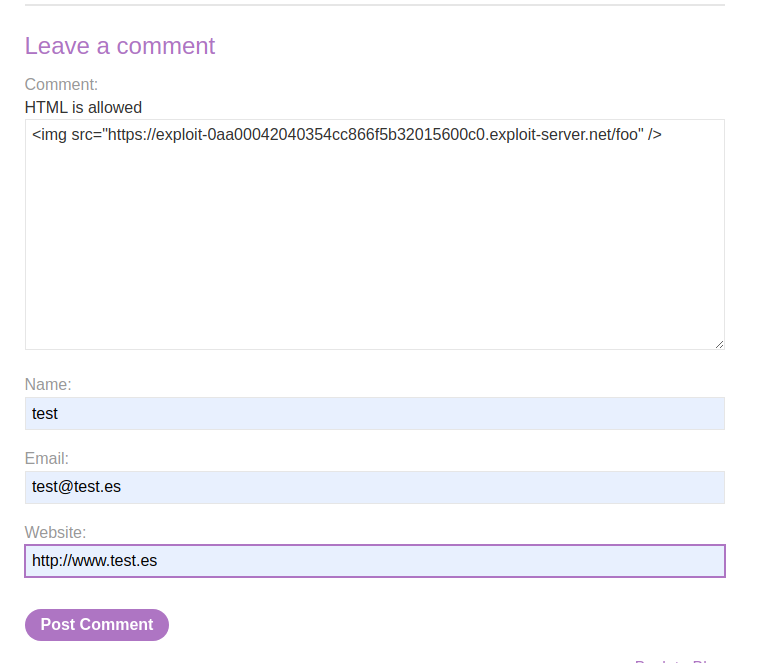 Leave a comment
Comment:
HTML is allowed
<img src="https://exploit-0aa00042040354cc866f5b32015600c0.exploit-server.net/foo" />
Name:
test
Email:
test@test.es
Website:
http://www.test.es
Post Comment